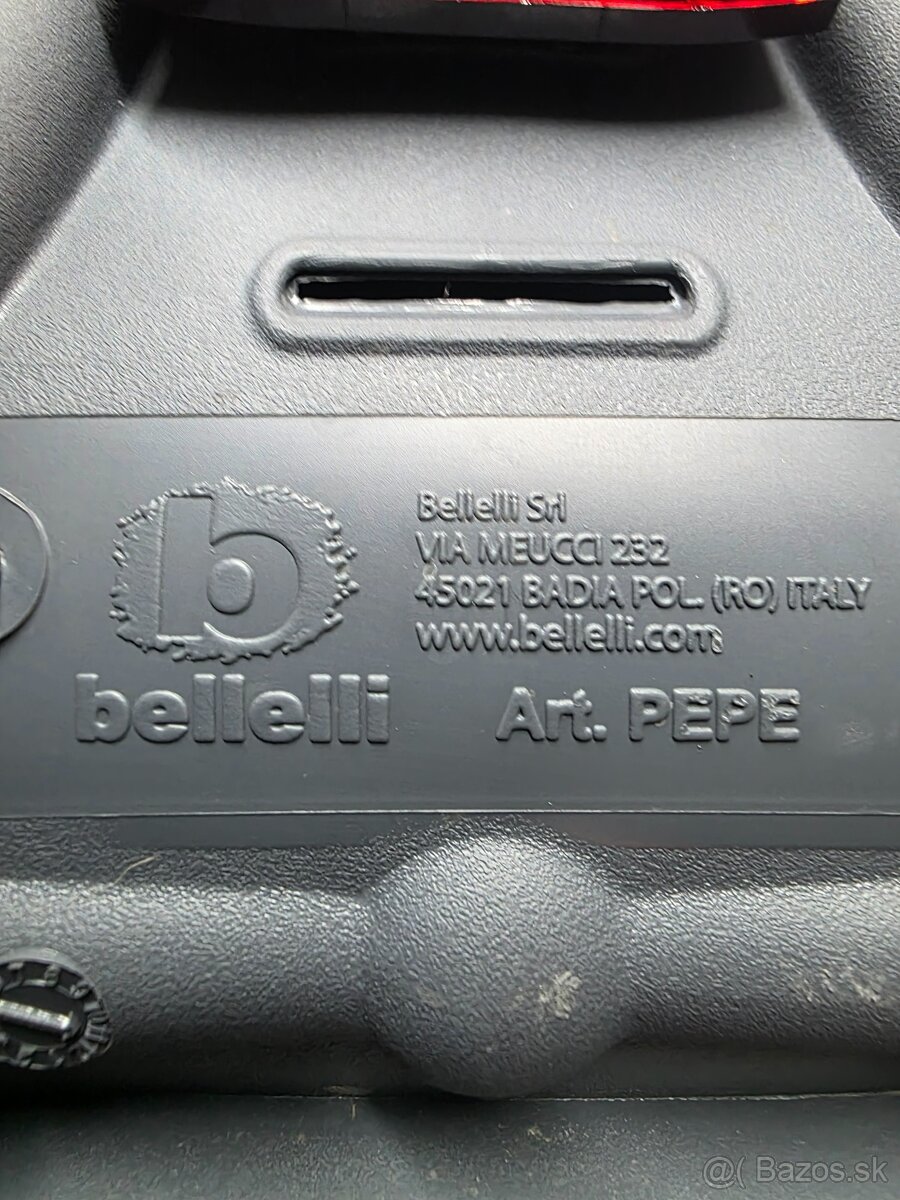 b
bellelli
Bellelli Srl
VIA MEUCCI 232
45021 BADIA POL. (RO) ITALY
www.bellelli.com
Art. PEPE
@( Bazos.sk